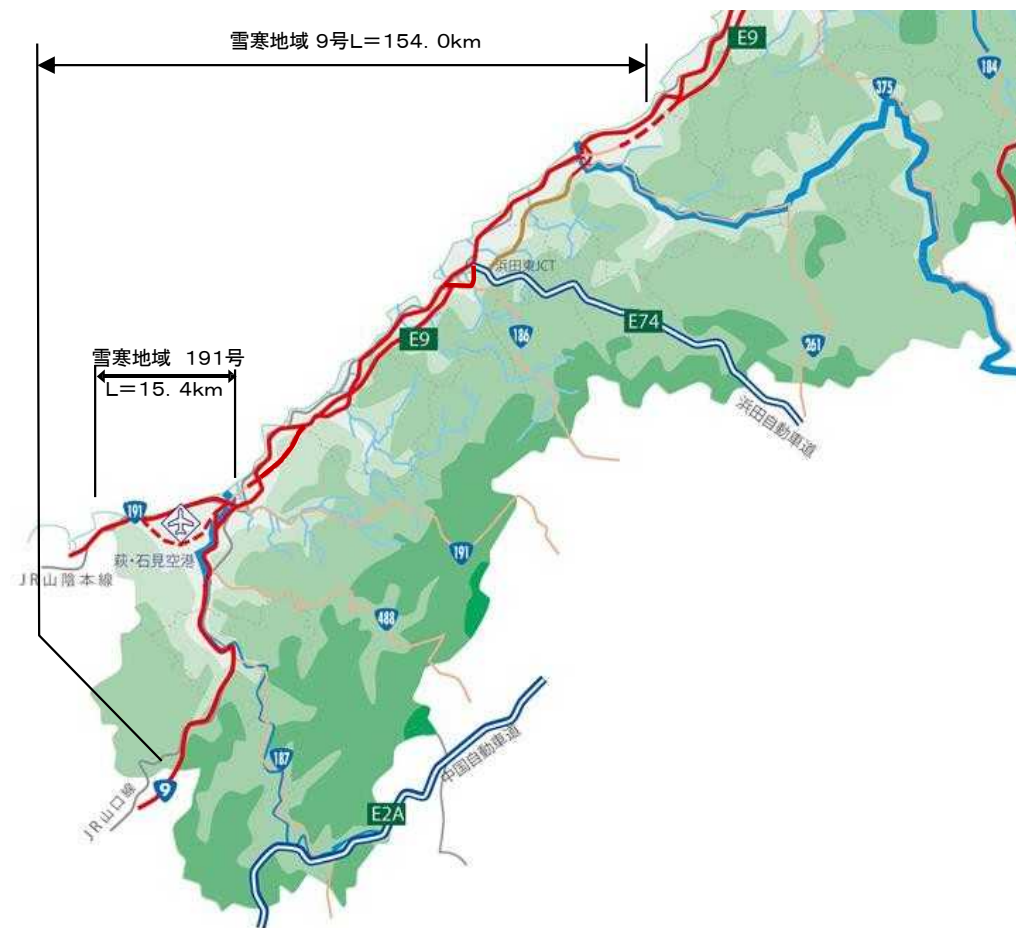 雪寒地域 9号L=154.0km
E9
184
375
浜田東JCT
E74
186
E9
261
雪寒地域 191号
L=15.4km
浜田自動車道
191
萩・石見空港
191
JR山陰本線
488
中国自動車道
187
9
JR山口線
E2A